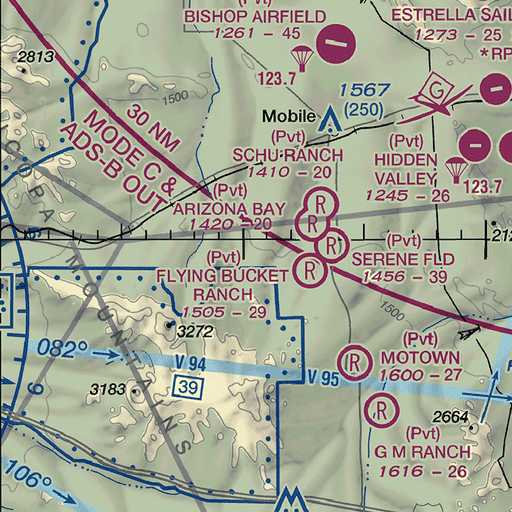 (Pvt)
BISHOP AIRFIELD
1261 - 45
ESTRELLA SAIL
1273 - 25
*RP
2813
123.7
1500
1567
(250)
G
30 NM
MODE C &
ADS-B OUT
Mobile
(Pvt)
SCHU RANCH
1410 - 20
(Pvt)
HIDDEN
VALLEY
1245 - 26
123.7
(Pvt)
ARIZONA BAY
1420 - 20
R
R
R
R
212
(Pvt)
SERENE FLD
1456 - 39
(Pvt)
FLYING BUCKET
RANCH
1505 - 29
MARICOPA
MOUNTAINS
3272
082°
V 94
39
V 95
3183
9
R
(Pvt)
MOTOWN
1600 - 27
R
2664
(Pvt)
G M RANCH
1616 - 26
106°